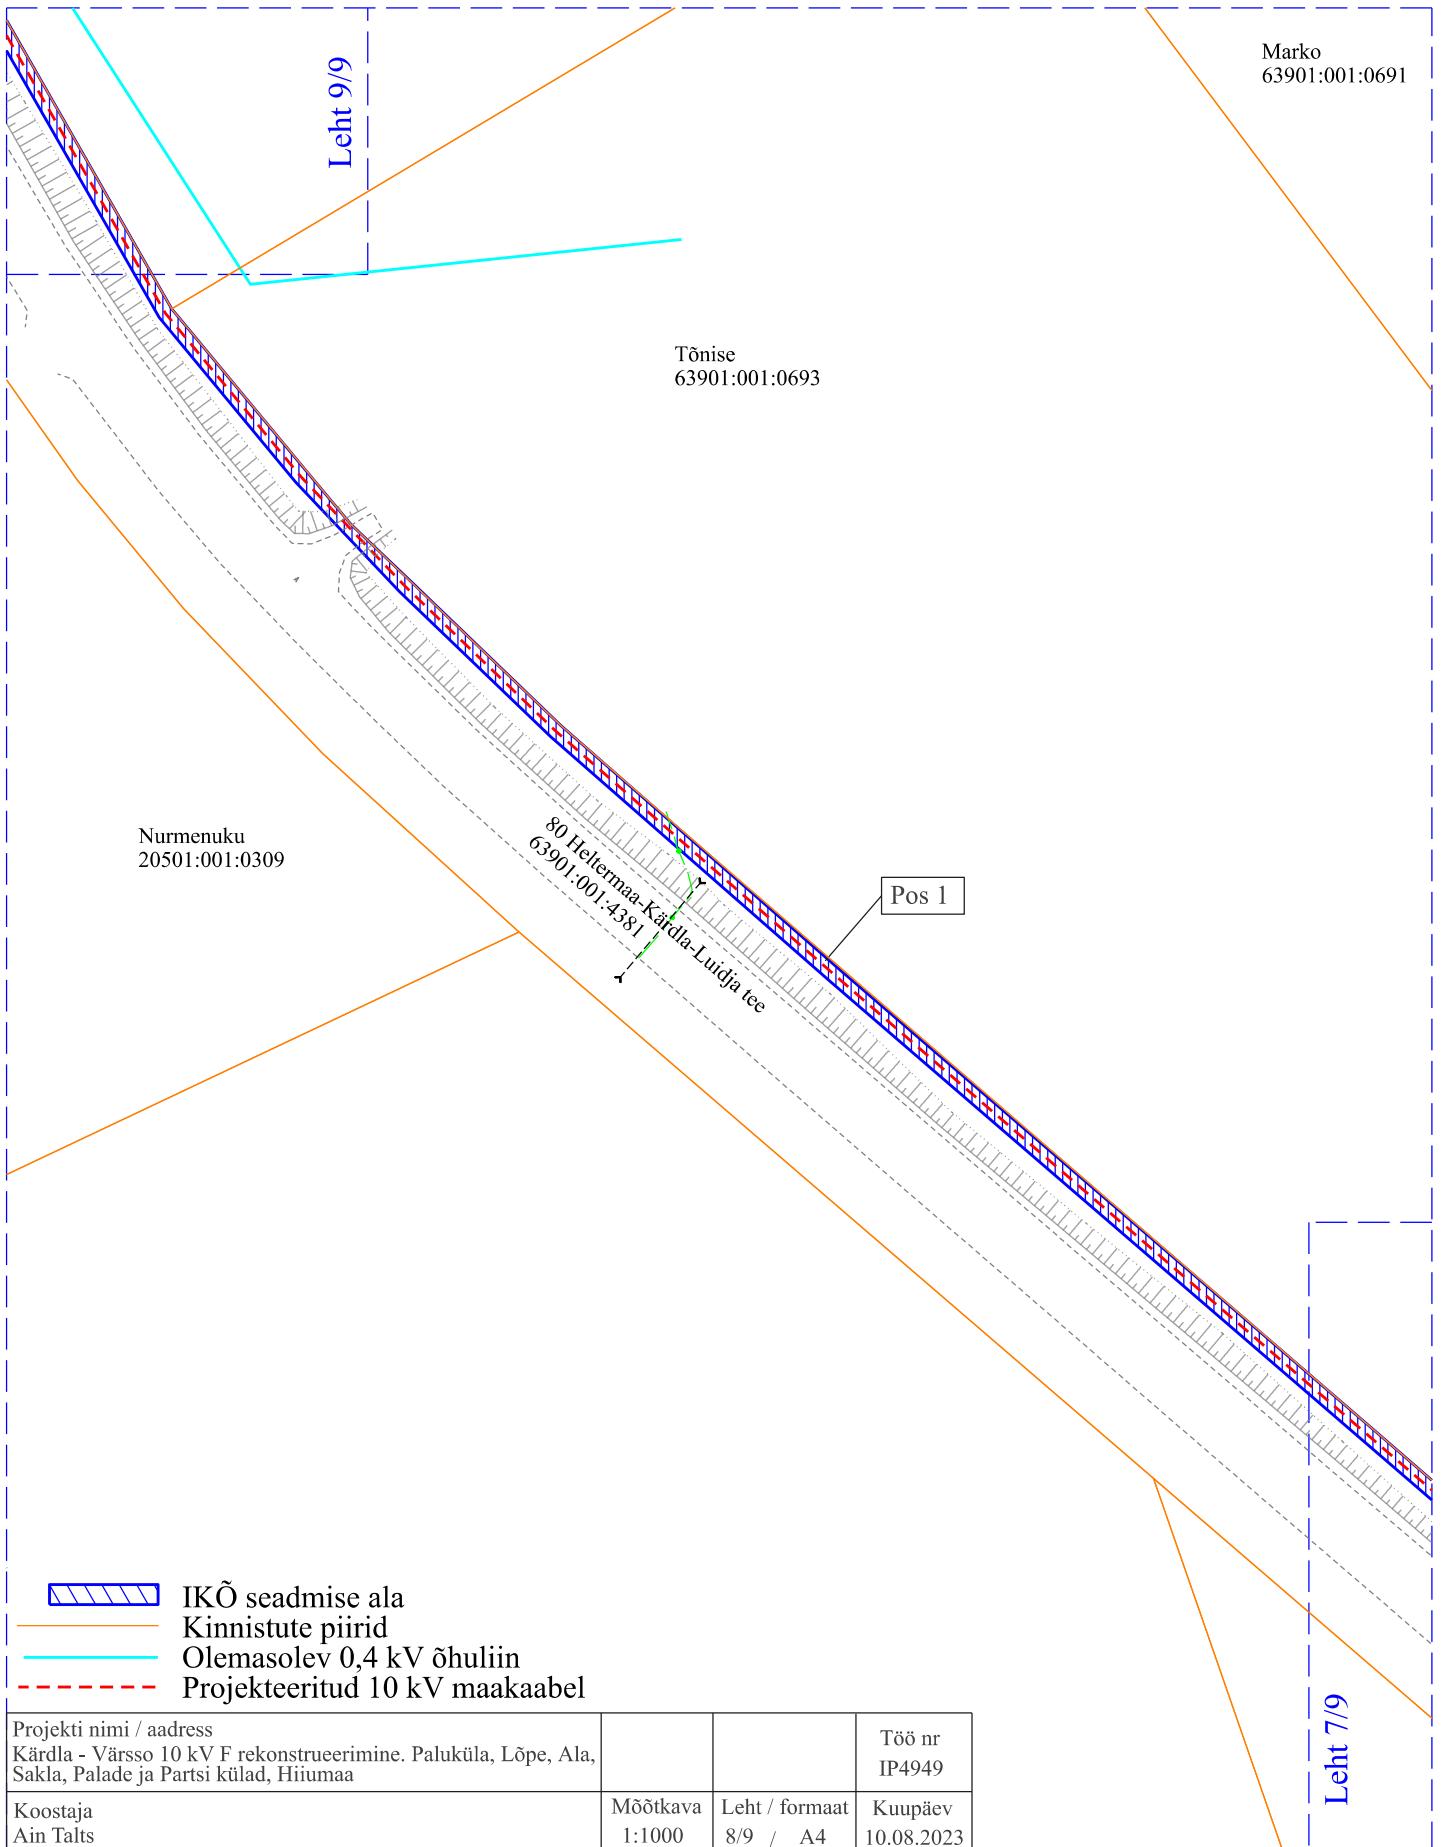 Leht 9/9
Marko
63901:001:0691
Tõnise
63901:001:0693
Nurmenuku
20501:001:0309
80 Heltermaa-Kärdla-Luidja tee
63901:001:4381
Pos 1
IKÕ seadmise ala
Kinnistute piirid
Olemasolev 0,4 kV õhuliin
Projekteeritud 10 kV maakaabel
Leht 7/9
Projekti nimi / aadress
Kärdla - Värsso 10 kV F rekonstrueerimine. Paluküla, Lõpe, Ala,
Sakla, Palade ja Partsi külad, Hiiumaa
Töö nr
IP4949
Koostaja
Ain Talts
Mõõtkava
1:1000
Leht / formaat
8/9 / A4
Kuupäev
10.08.2023